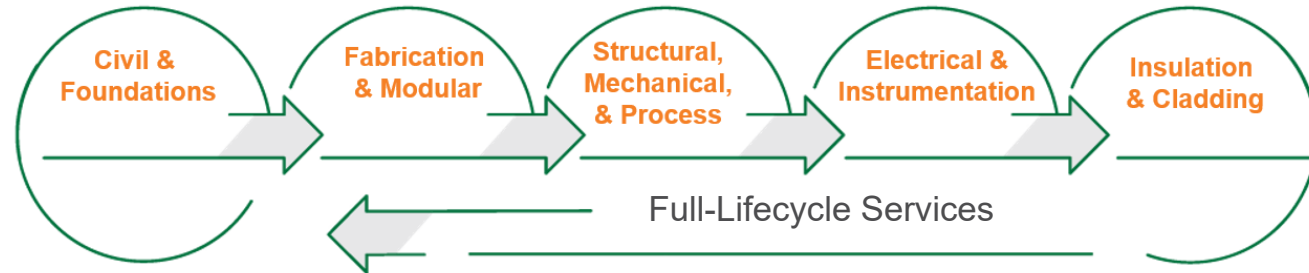 Civil &
Foundations
Fabrication
& Modular
Structural,
Mechanical,
& Process
Electrical &
Instrumentation
Insulation
& Cladding
Full-Lifecycle Services